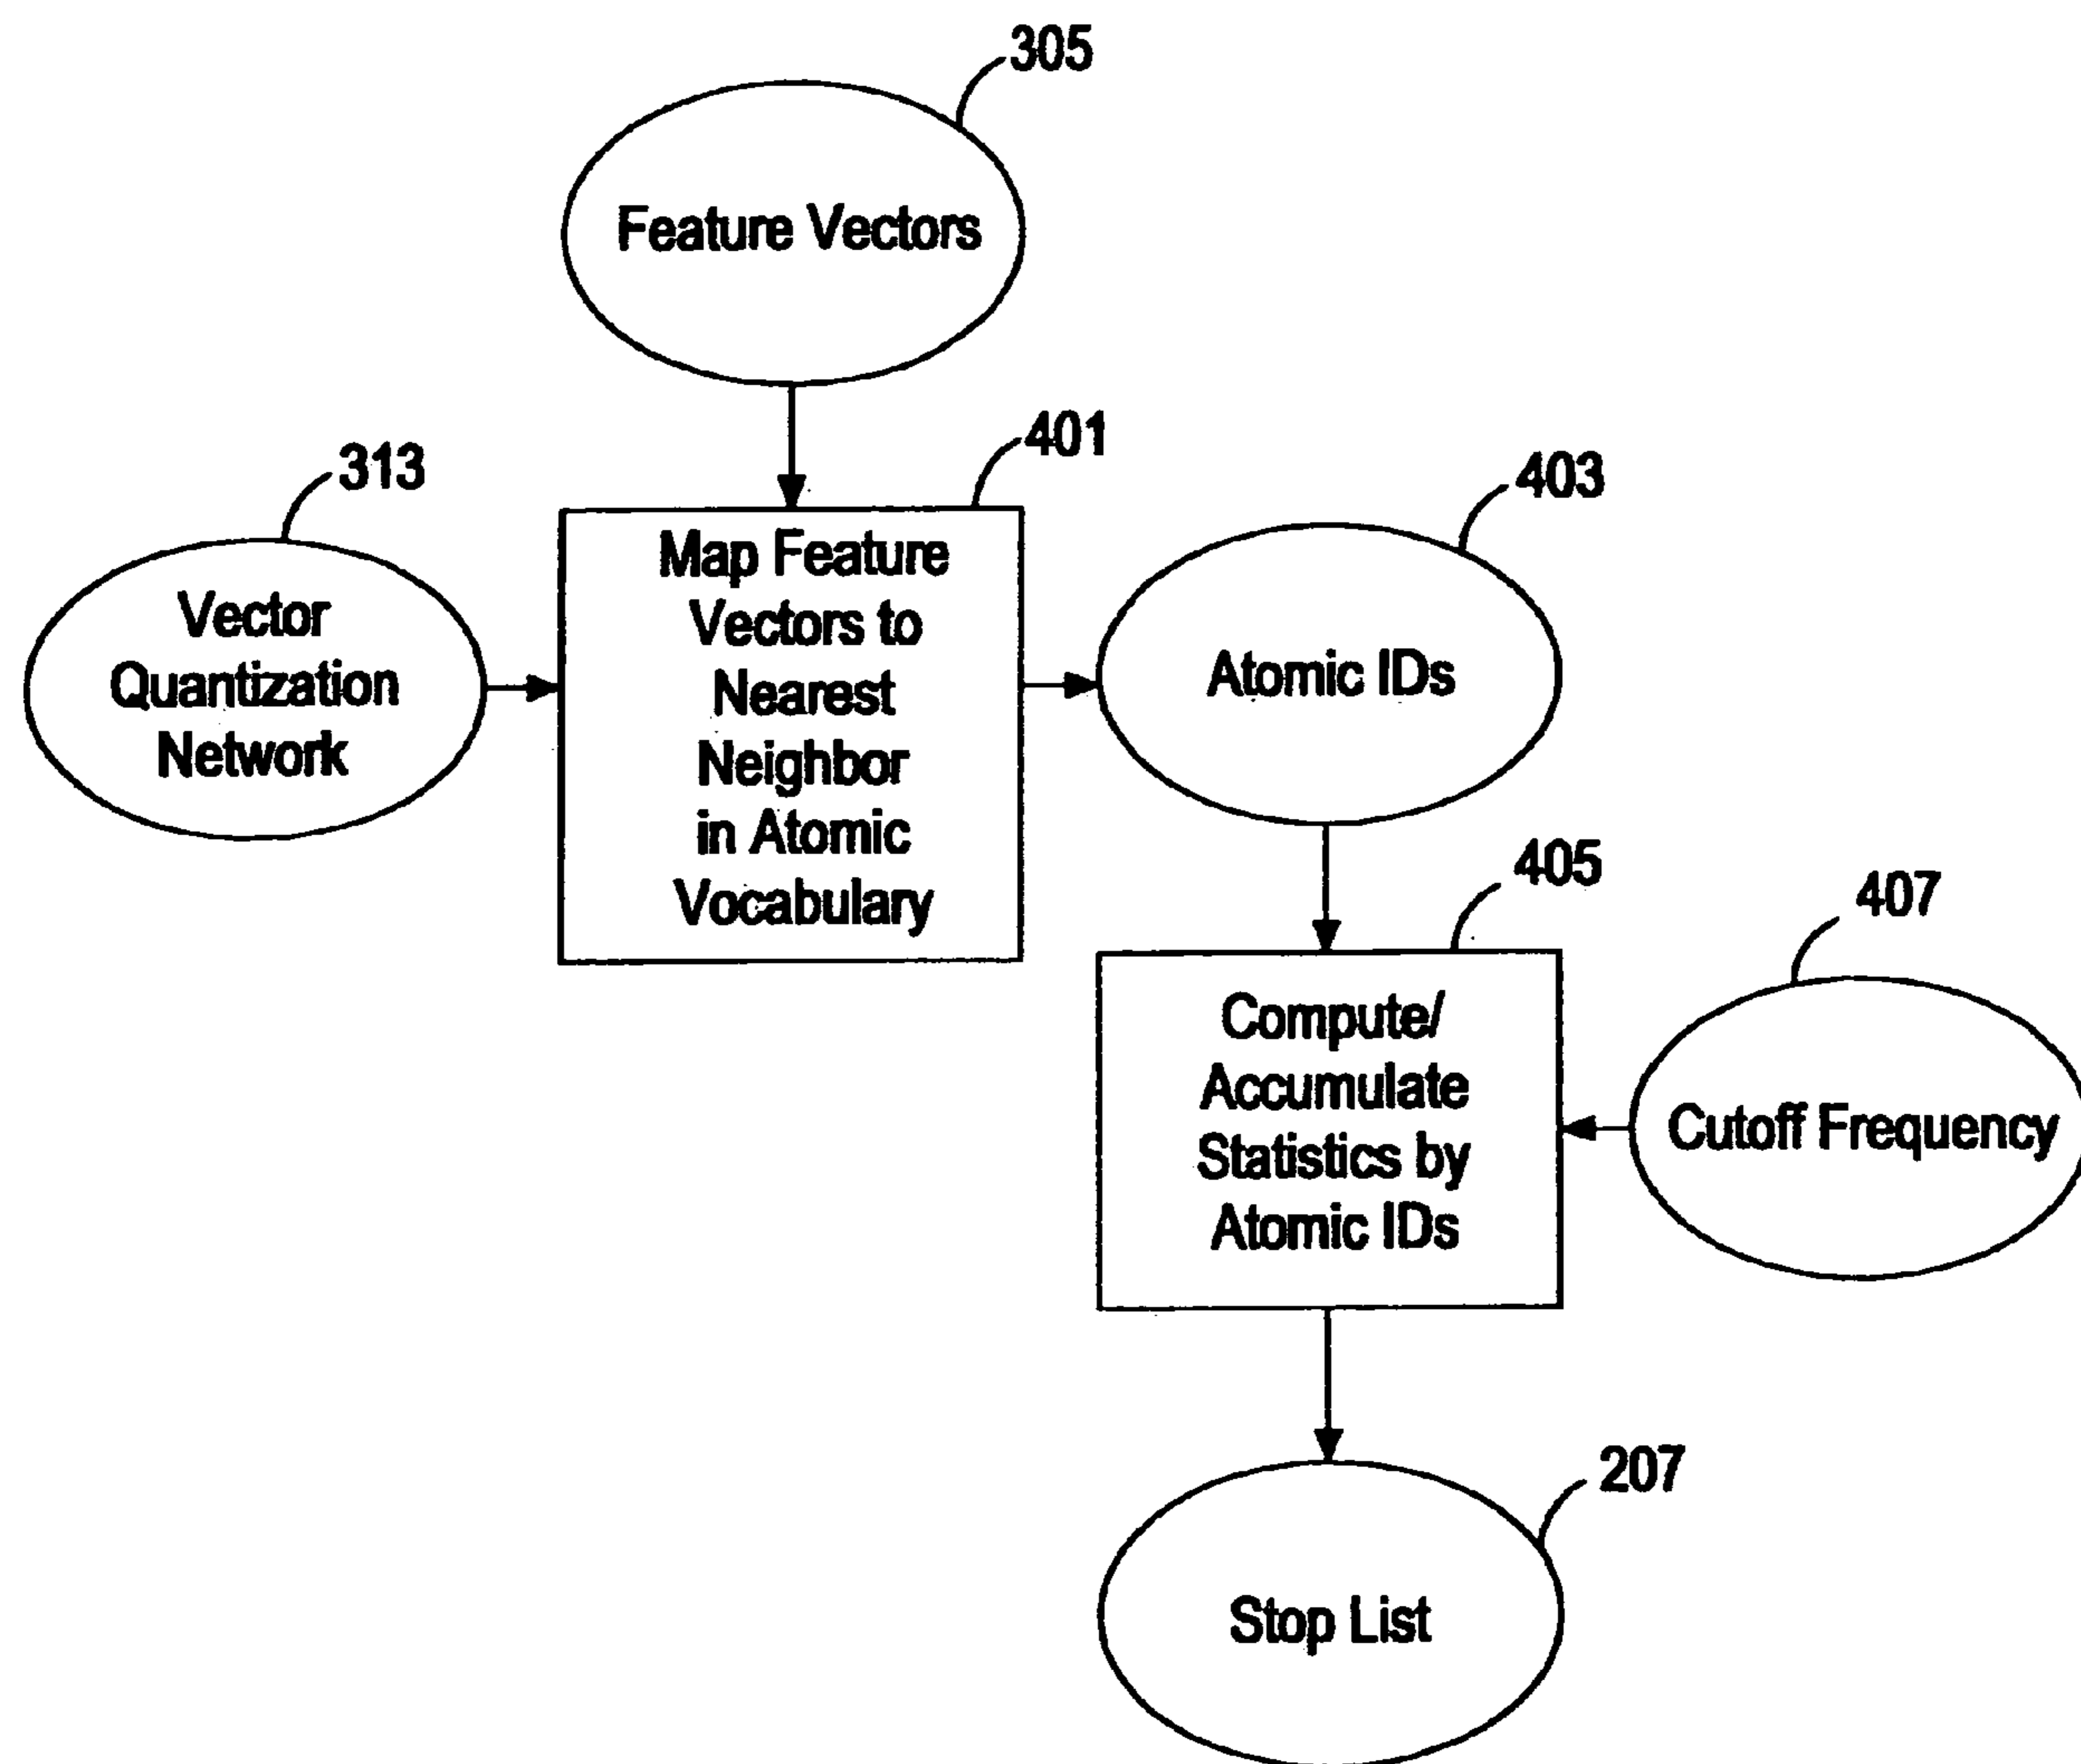 305
Feature Vectors
401
313
403
Map Feature
Vectors to
Nearest
Neighbor
in Atomic
Vocabulary
Vector
Quantization
Network
Atomic IDs
405
407
Compute/
Accumulate
Statistics by
Atomic IDs
Cutoff Frequency
207
Stop List